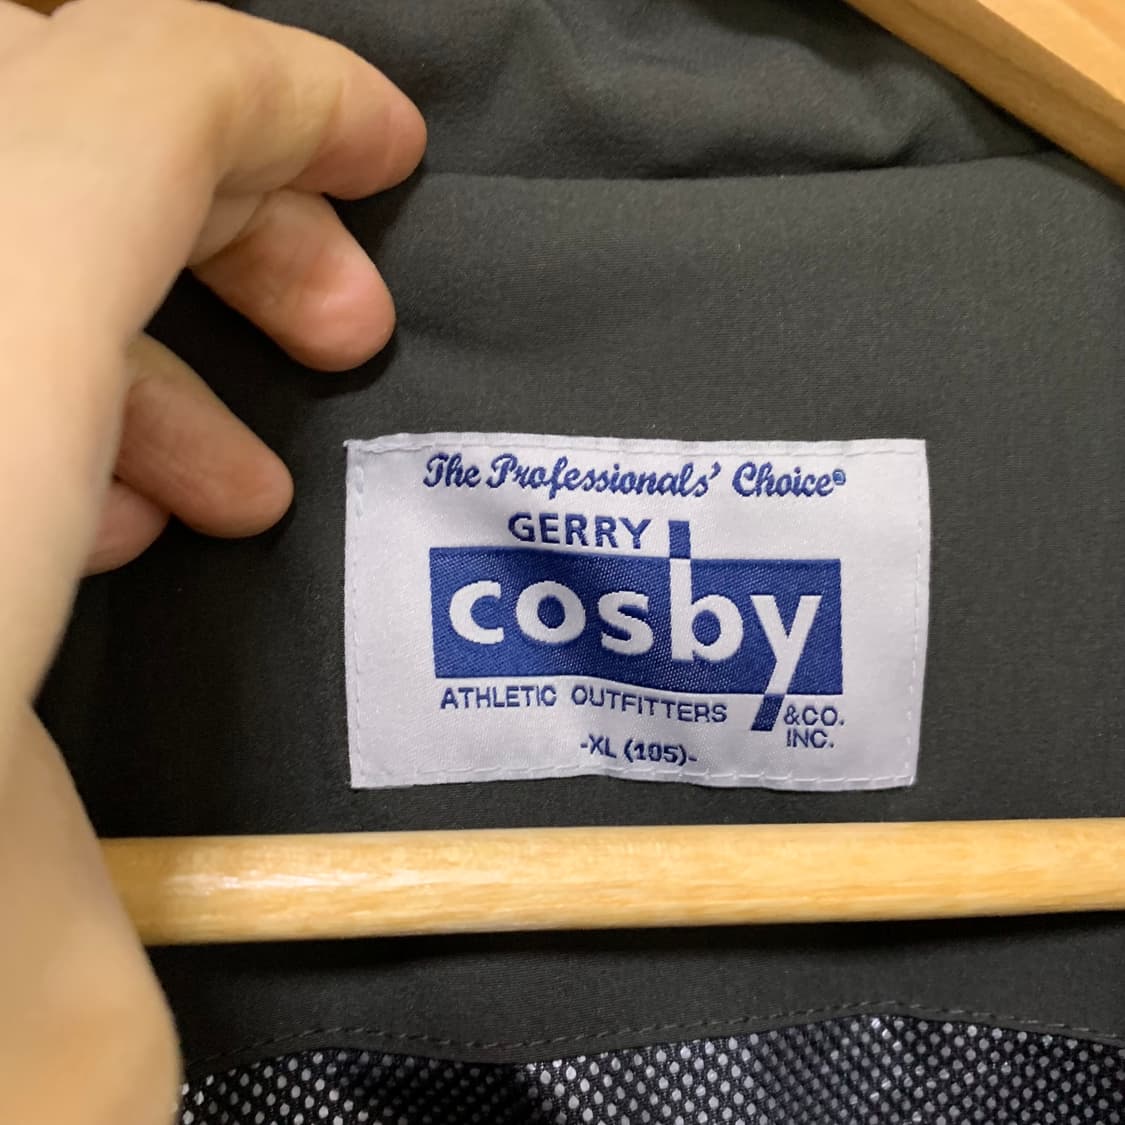 The Professionals' Choice®
GERRY
cosby
ATHLETIC OUTFITTERS
&CO.
INC.
-XL (105)-